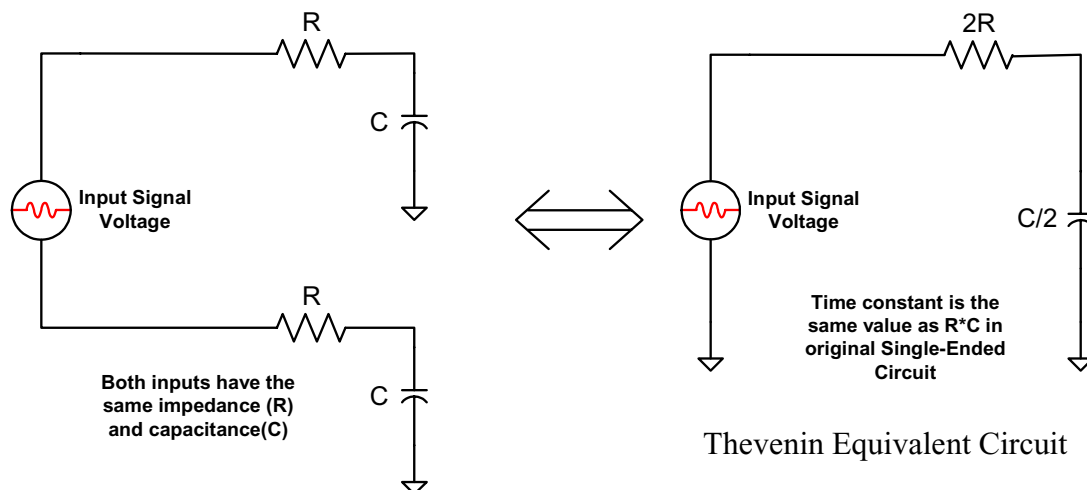 R
C
Input Signal
Voltage
R
C
Both inputs have the
same impedance (R)
and capacitance(C)
2R
Input Signal
Voltage
C/2
Time constant is the
same value as R*C in
original Single-Ended
Circuit
Thevenin Equivalent Circuit